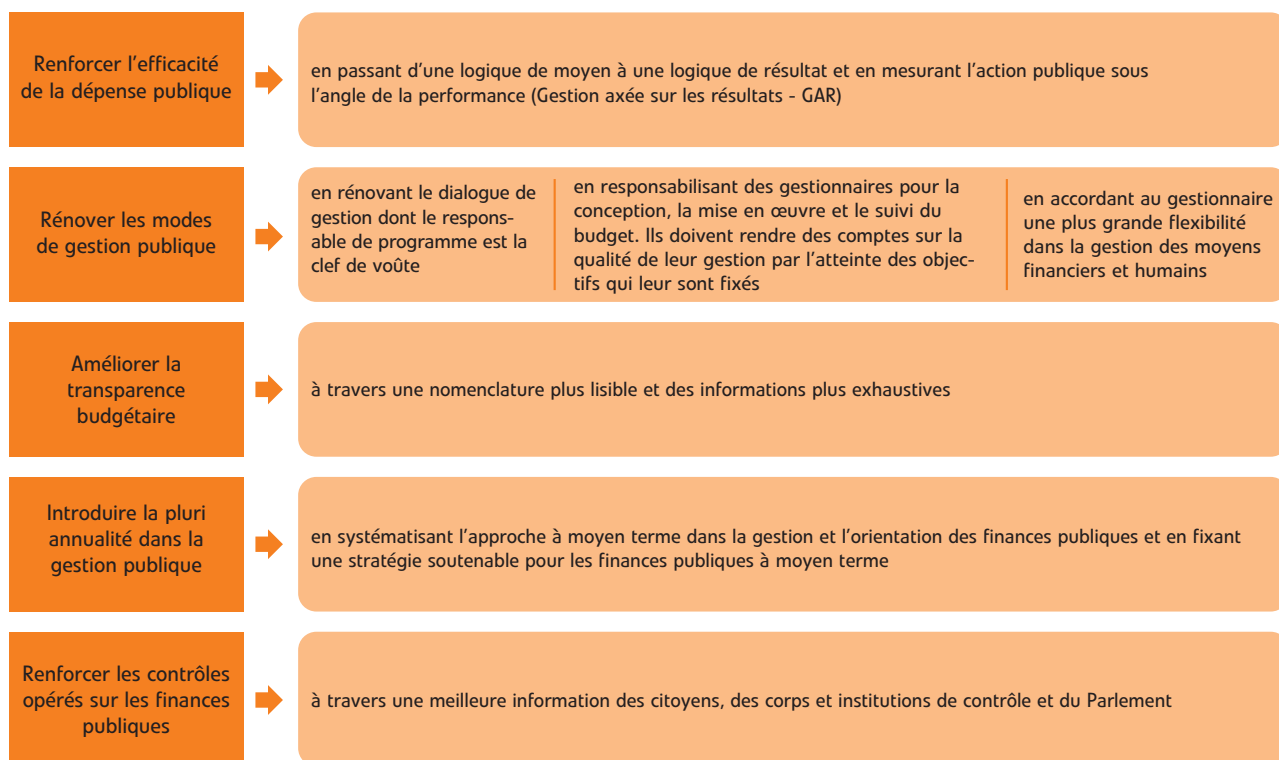 Renforcer l’efficacité
de la dépense publique
en passant d’une logique de moyen à une logique de résultat et en mesurant l’action publique sous
l’angle de la performance (Gestion axée sur les résultats - GAR)
Rénover les modes
de gestion publique
en rénovant le dialogue de
gestion dont le respons-
able de programme est la
clef de voûte
en responsabilisant des gestionnaires pour la
conception, la mise en œuvre et le suivi du
budget. Ils doivent rendre des comptes sur la
qualité de leur gestion par l’atteinte des objec-
tifs qui leur sont fixés
en accordant au gestionnaire
une plus grande flexibilité
dans la gestion des moyens
financiers et humains
Améliorer la
transparence
budgétaire
à travers une nomenclature plus lisible et des informations plus exhaustives
Introduire la pluri
annualité dans la
gestion publique
en systématisant l’approche à moyen terme dans la gestion et l’orientation des finances publiques et en fixant
une stratégie soutenable pour les finances publiques à moyen terme
Renforcer les contrôles
opérés sur les finances
publiques
à travers une meilleure information des citoyens, des corps et institutions de contrôle et du Parlement